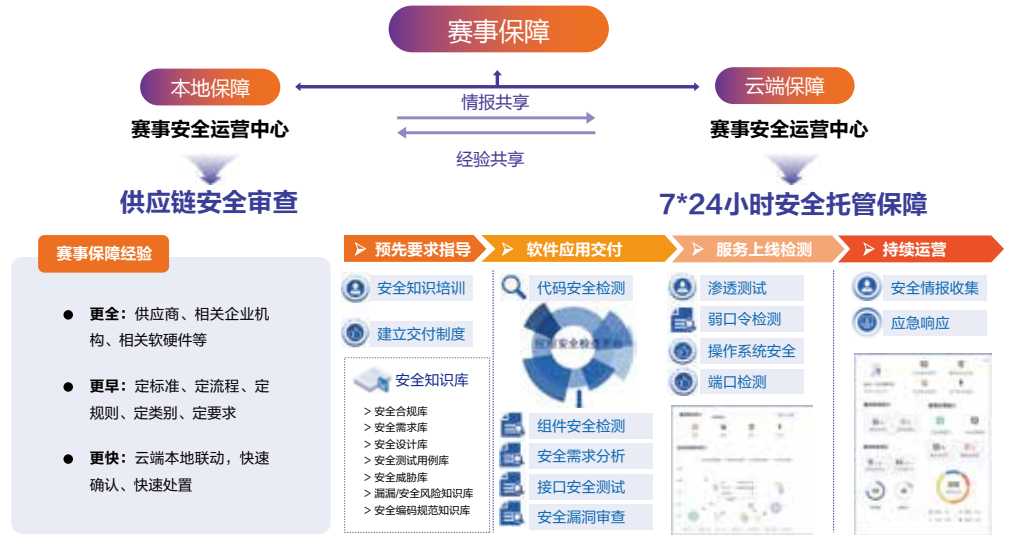 赛事保障
本地保障
云端保障
情报共享
经验共享
赛事安全运营中心
赛事安全运营中心
供应链安全审查
7*24小时安全托管保障
赛事保障经验
● 更全：供应商、相关企业机
构、相关软硬件等
● 更早：定标准、定流程、定
规则、定类别、定要求
● 更快：云端本地联动，快速
确认、快速处置
预先要求指导
安全知识培训
建立交付制度
安全知识库
> 安全合规库
> 安全需求库
> 安全设计库
> 安全测试用例库
> 安全威胁库
> 漏漏/安全风险知识库
> 安全编码规范知识库
软件应用交付
代码安全检测
组件安全检测
安全需求分析
接口安全测试
安全漏洞审查
服务上线检测
渗透测试
弱口令检测
操作系统安全
端口检测
持续运营
安全情报收集
应急响应